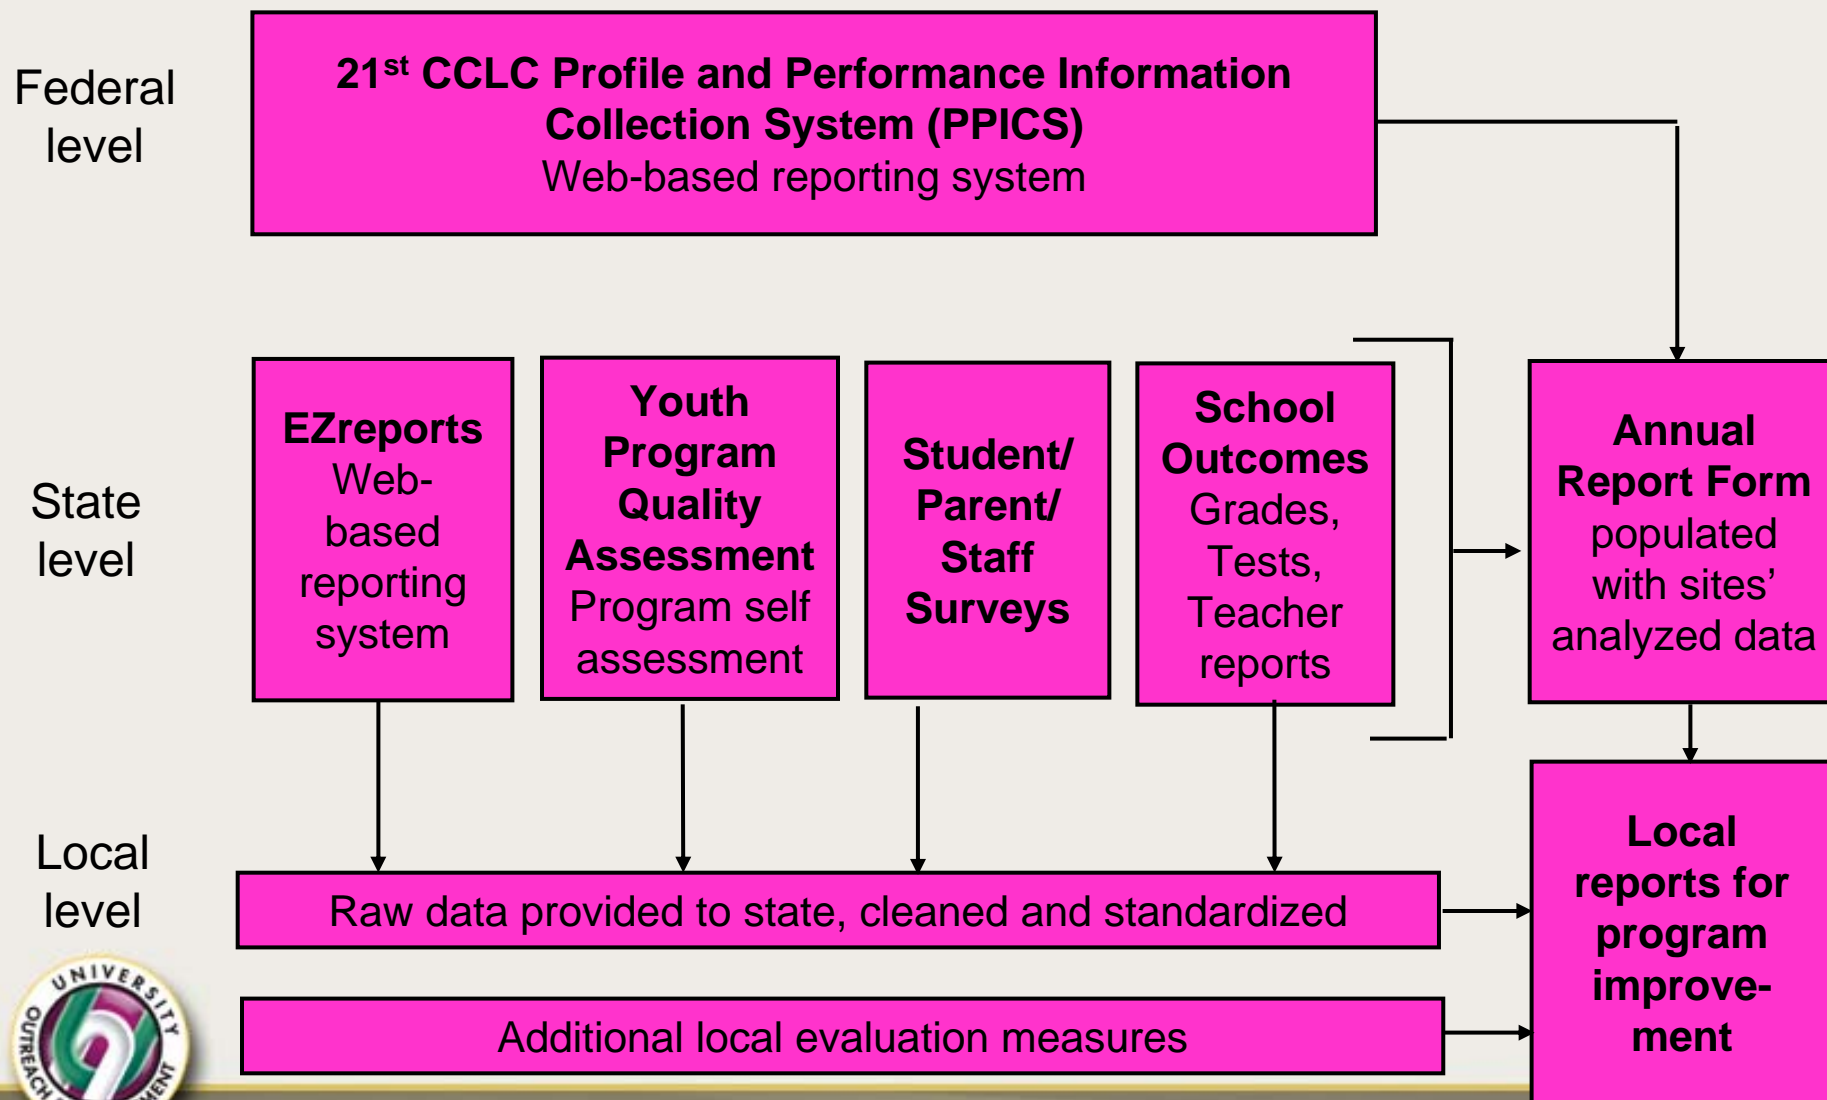 Federal
level
21st CCLC Profile and Performance Information
Collection System (PPICS)
Web-based reporting system
State
level
EZreports
Web-
based
reporting
system
Youth
Program
Quality
Assessment
Program self
assessment
Student/
Parent/
Staff
Surveys
School
Outcomes
Grades,
Tests,
Teacher
reports
Annual
Report Form
populated
with sites’
analyzed data
Local
level
Raw data provided to state, cleaned and standardized
Additional local evaluation measures
Local
reports for
program
improve-
ment
UNIVERSITY
OUTREACH